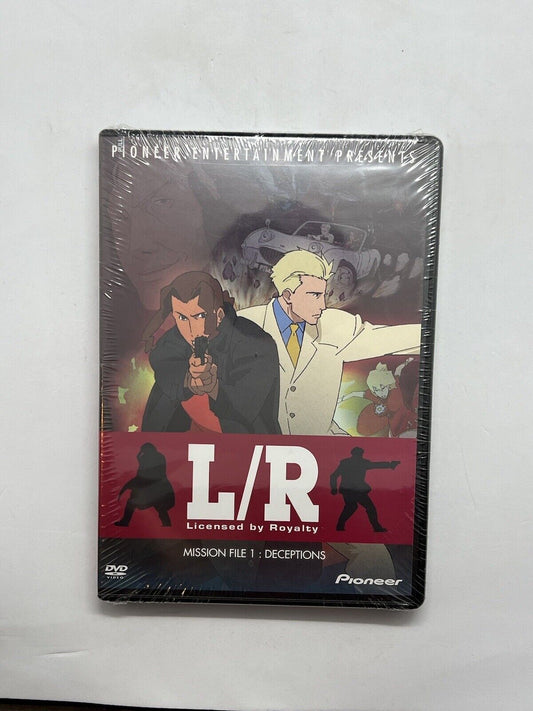 PIONEER ENTERTAINMENT PRESENTS
L/R
Licensed by Royalty
MISSION FILE 1 : DECEPTIONS
DVD
VIDEO
Pioneer